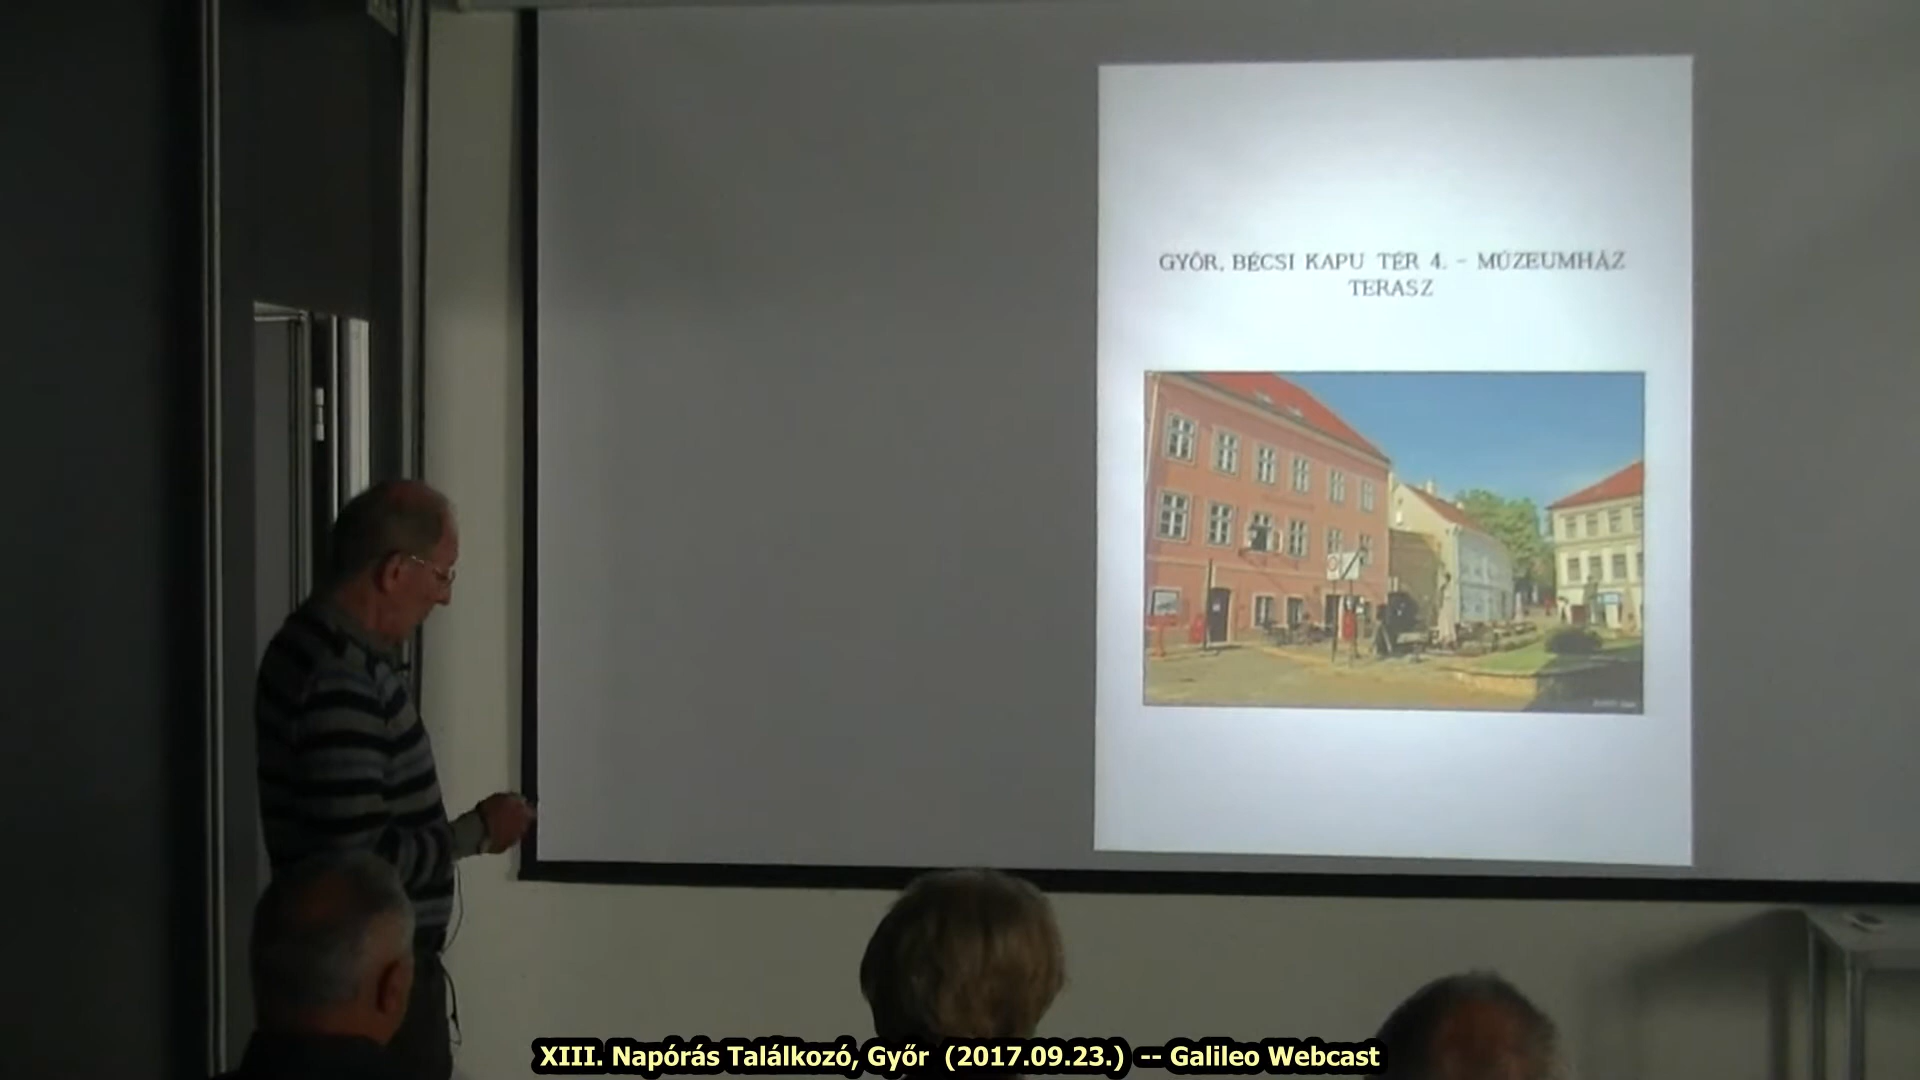 GYŐR, BÉCSI KAPU TÉR 4. - MÚZEUMHÁZ
TERASZ
XIII. Napórás Találkozó, Győr (2017.09.23.) -- Galileo Webcast